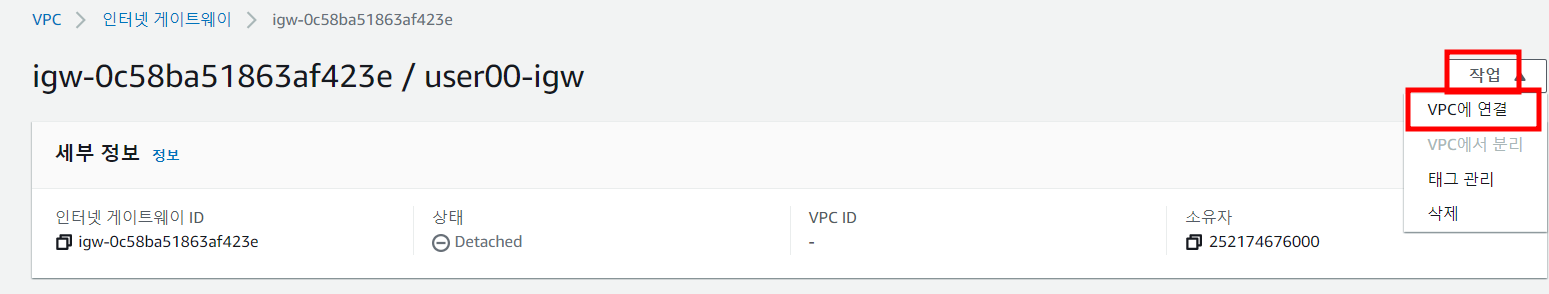 VPC > 인터넷 게이트웨이 > igw-0c58ba51863af423e
igw-0c58ba51863af423e / user00-igw
작업 ▲
VPC에 연결
VPC에서 분리
태그 관리
삭제
세부 정보 정보
인터넷 게이트웨이 ID
igw-0c58ba51863af423e
상태
Detached
VPC ID
-
소유자
252174676000